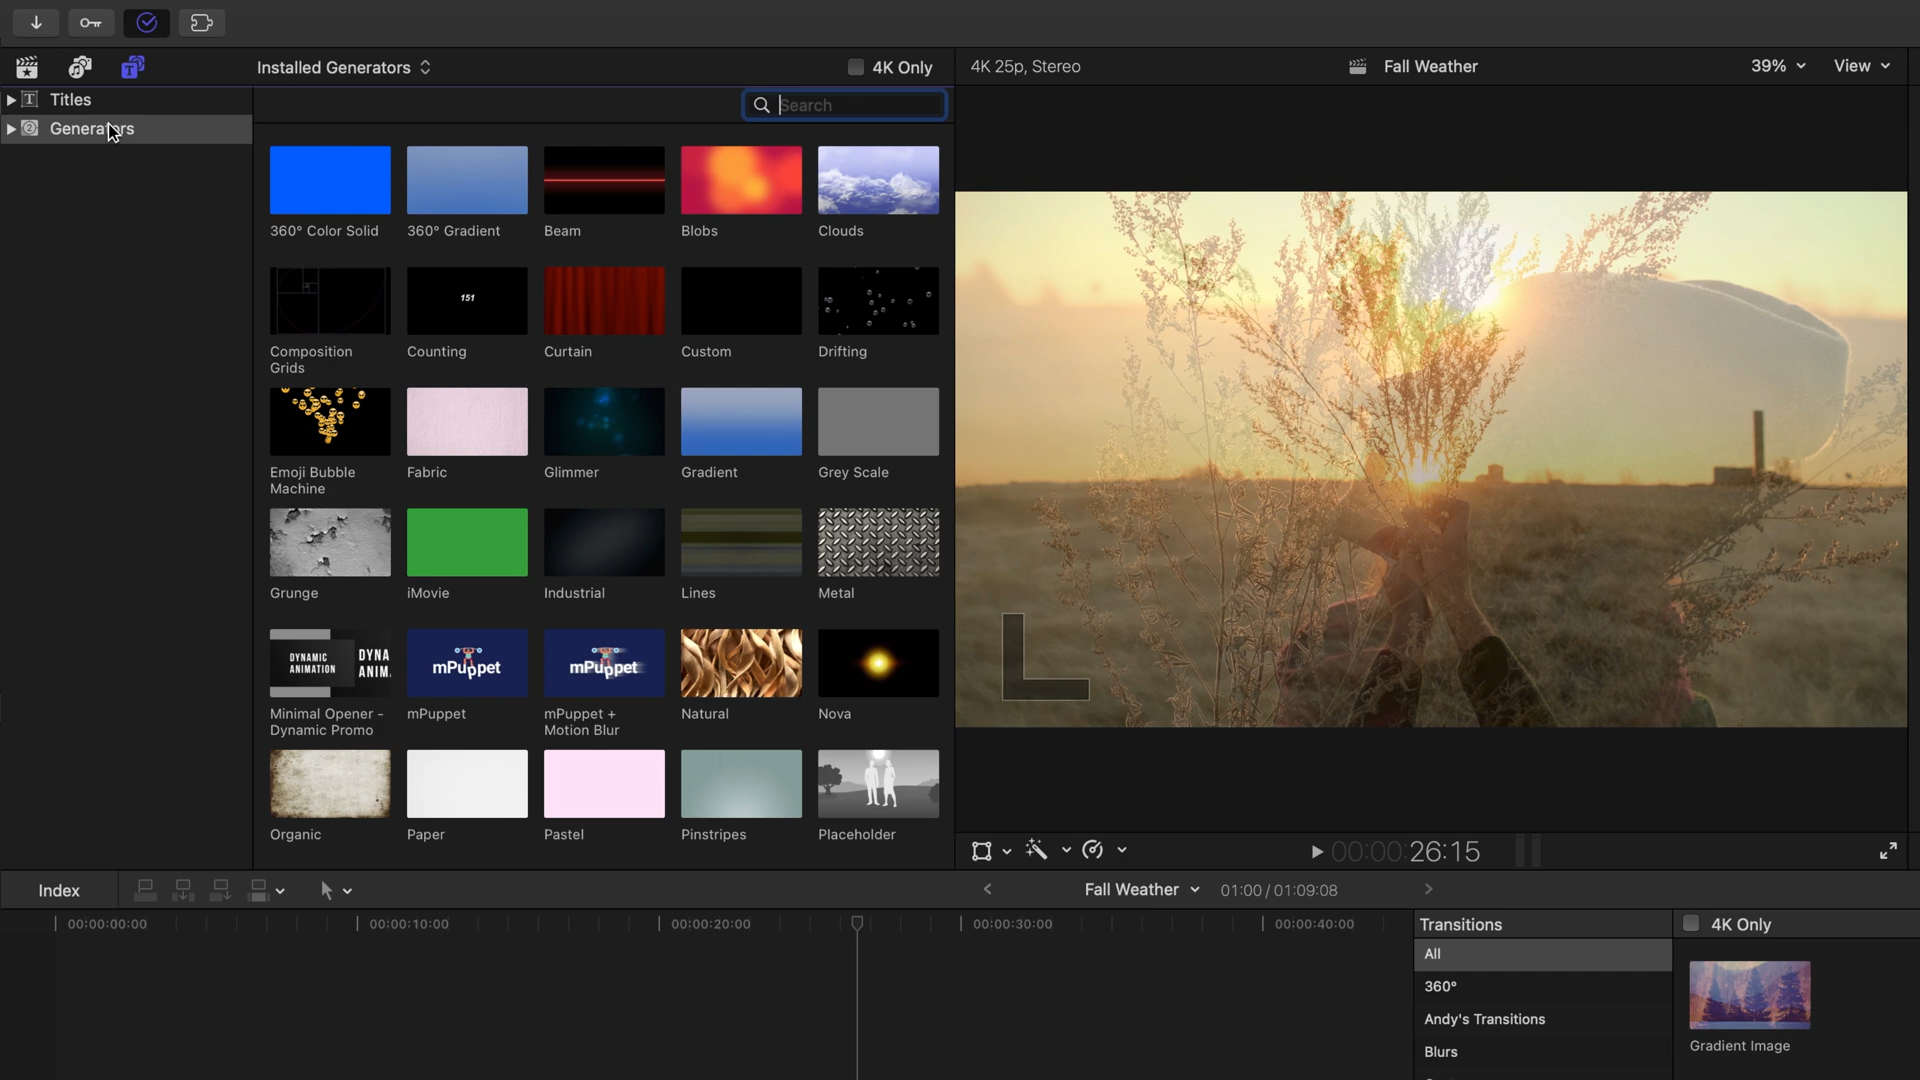 Installed Generators
4K Only
4K 25p, Stereo
Fall Weather
39%
View
Titles
Search
Generators
360° Color Solid
360° Gradient
Beam
Blobs
Clouds
151
Composition
Grids
Counting
Curtain
Custom
Drifting
Emoji Bubble
Machine
Fabric
Glimmer
Gradient
Grey Scale
Grunge
iMovie
Industrial
Lines
Metal
DYNAMIC
ANIMATION
DYNA
ANIM
mPuppet
mPuppet
Minimal Opener -
Dynamic Promo
mPuppet
mPuppet +
Motion Blur
Natural
Nova
L
Organic
Paper
Pastel
Pinstripes
Placeholder
00:00:26:15
Index
Fall Weather
01:00 / 01:09:08
00:00:00:00
00:00:10:00
00:00:20:00
00:00:30:00
00:00:40:00
Transitions
4K Only
All
360°
Andy's Transitions
Blurs
Gradient Image